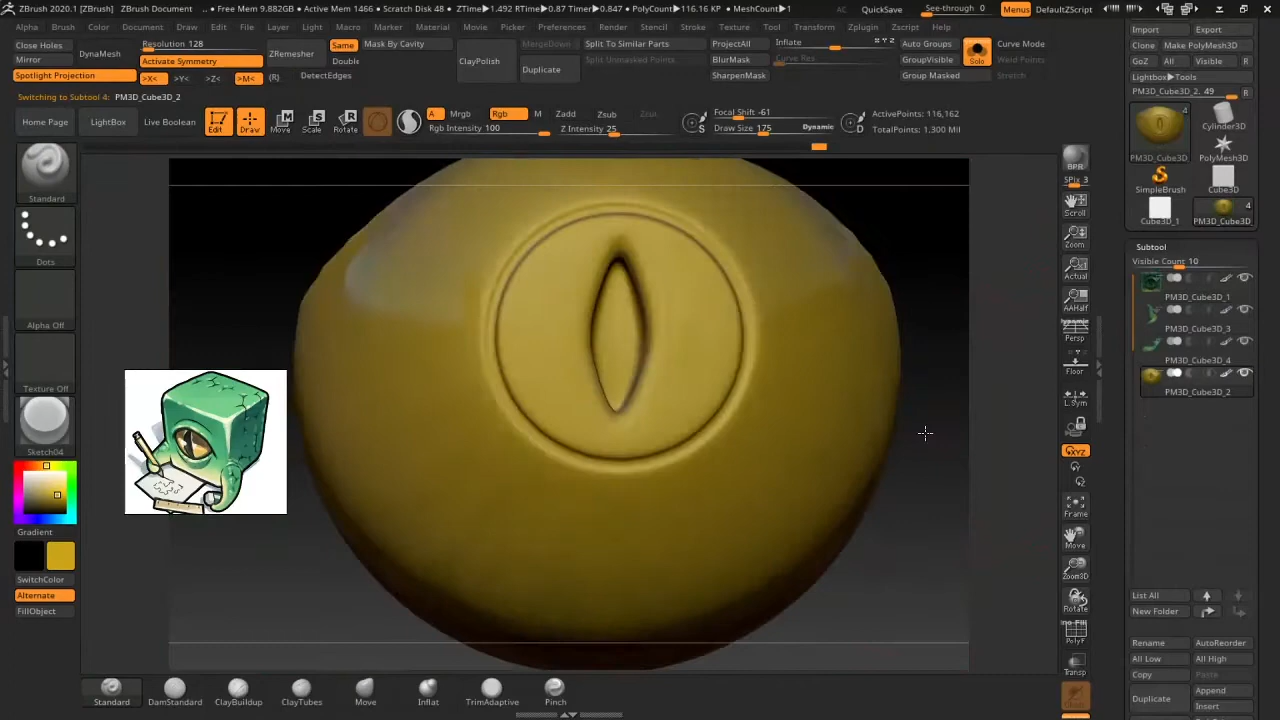 ZBrush 2020.1 [ZBrush] ZBrush Document .. • Free Mem 9.882GB • Active Mem 1466 • Scratch Disk 48 • ZTime▶1.492 RTime▶0.87 Timer▶0.847 • PolyCount▶116.16 KP • MeshCount▶1 AC QuickSave See-through 0 Menus DefaultZScript
Alpha Brush Color Document Draw Edit File Layer Light Macro Marker Material Movie Picker Preferences Render Stencil Stroke Texture Tool Transform Zplugin Zscript Help
Import Export
Close Holes DynaMesh Resolution 128 ZRemesher Same Mask By Cavity ClayPolish MergeDown Split To Similar Parts ProjectAll Inflate Auto Groups Solo Curve Mode
Clone Make PolyMesh3D
Mirror Activate Symmetry Double Duplicate Split Unmasked Points BlurMask Curve Res GroupVisible Weld Points
GoZ All Visible R
Spotlight Projection >X< >Y< >Z< >M< (R) DetectEdges SharpenMask Group Masked Stretch
Lightbox▶Tools
Switching to Subtool 4: PM3D_Cube3D_2
PM3D_Cube3D_2. 49 R
Home Page LightBox Live Boolean Edit Draw Move Scale Rotate A Mrgb Rgb M Zadd Zsub Zcut Focal Shift -61 ActivePoints: 116,162
Rgb Intensity 100 Z Intensity 25 S Draw Size 175 Dynamic D TotalPoints: 1.300 Mil
4
Cylinder3D
PM3D_Cube3D_ PolyMesh3D
SimpleBrush Cube3D
4
Cube3D_1 PM3D_Cube3D_
Standard
Dots
Alpha Off
Texture Off
Sketch04
Gradient
SwitchColor
Alternate
FillObject
BPR
SPix 3
Scroll
Zoom
Actual
AAHalf
Dynamic
Persp
Floor
L.Sym
XYZ
Frame
Move
Zoom3D
Rotate
PolyF
Transp
Subtool
Visible Count 10
PM3D_Cube3D_1
PM3D_Cube3D_3
PM3D_Cube3D_4
PM3D_Cube3D_2
List All
New Folder
Rename AutoReorder
All Low All High
Copy Paste
Duplicate Append
Insert
Standard DamStandard ClayBuildup ClayTubes Move Inflat TrimAdaptive Pinch